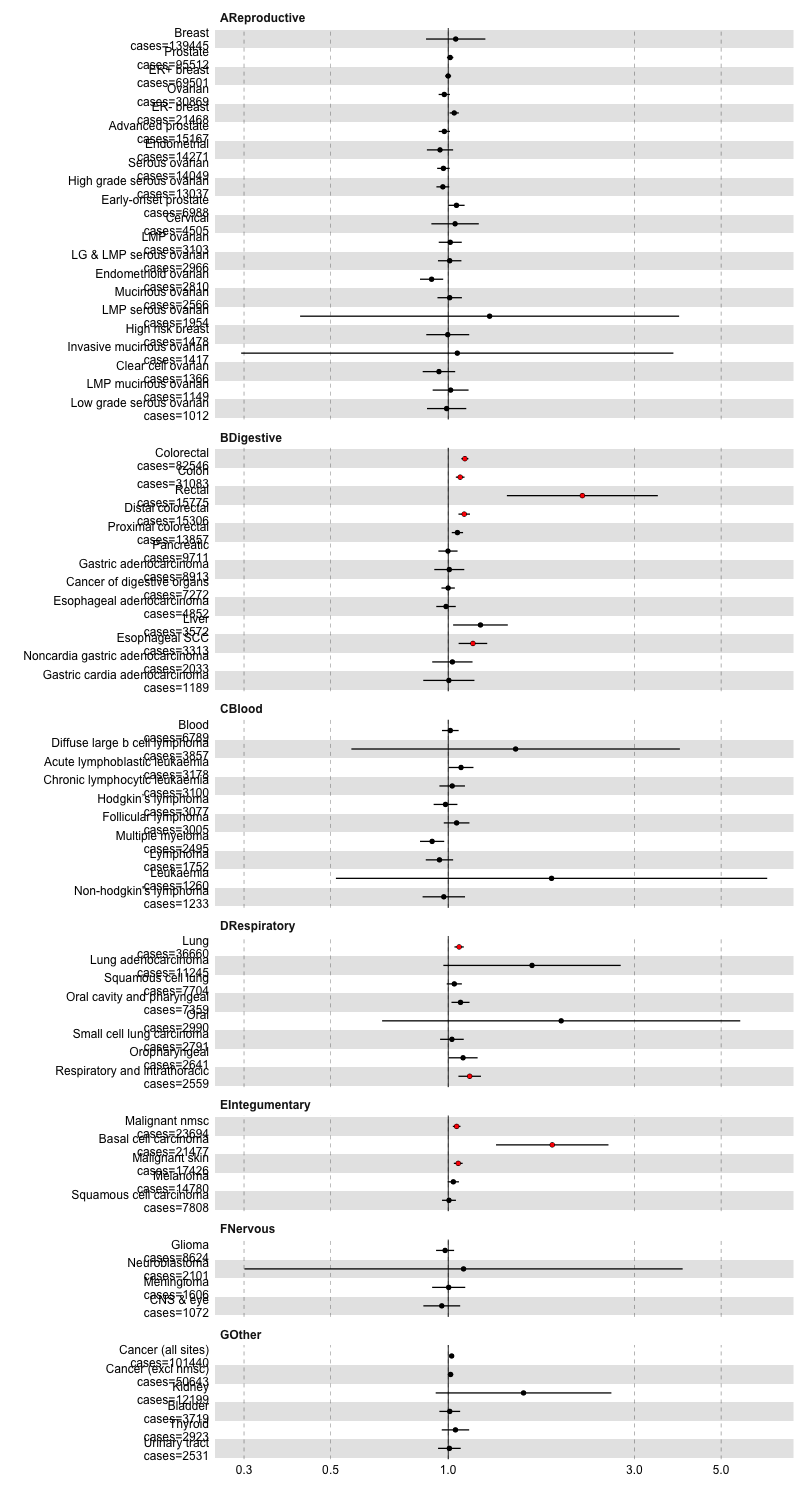 AReproductive
Breast
cases=139445
Prostate
cases=95512
ER+ breast
cases=69501
Ovarian
cases=30869
ER- breast
cases=21468
Advanced prostate
cases=15167
Endometrial
cases=14271
Serous ovarian
cases=14049
High grade serous ovarian
cases=13037
Early-onset prostate
cases=6988
Cervical
cases=4505
LMP ovarian
cases=3103
LG & LMP serous ovarian
cases=2966
Endometrioid ovarian
cases=2810
Mucinous ovarian
cases=2566
LMP serous ovarian
cases=1954
High risk breast
cases=1478
Invasive mucinous ovarian
cases=1417
Clear cell ovarian
cases=1366
LMP mucinous ovarian
cases=1149
Low grade serous ovarian
cases=1012
BDigestive
Colorectal
cases=82546
Colon
cases=31083
Rectal
cases=15775
Distal colorectal
cases=15306
Proximal colorectal
cases=13857
Pancreatic
cases=9711
Gastric adenocarcinoma
cases=8913
Cancer of digestive organs
cases=7272
Esophageal adenocarcinoma
cases=4852
Liver
cases=3572
Esophageal SCC
cases=3313
Noncardia gastric adenocarcinoma
cases=2033
Gastric cardia adenocarcinoma
cases=1189
CBlood
Blood
cases=6789
Diffuse large b cell lymphoma
cases=3857
Acute lymphoblastic leukaemia
cases=3178
Chronic lymphocytic leukaemia
cases=3100
Hodgkin's lymphoma
cases=3077
Follicular lymphoma
cases=3005
Multiple myeloma
cases=2495
Lymphoma
cases=1752
Leukaemia
cases=1260
Non-hodgkin's lymphoma
cases=1233
DRespiratory
Lung
cases=36660
Lung adenocarcinoma
cases=11245
Squamous cell lung
cases=7704
Oral cavity and pharyngeal
cases=7359
Oral
cases=2990
Small cell lung carcinoma
cases=2791
Oropharyngeal
cases=2641
Respiratory and intrathoracic
cases=2559
EIntegumentary
Malignant nmsc
cases=23694
Basal cell carcinoma
cases=21477
Malignant skin
cases=17426
Melanoma
cases=14780
Squamous cell carcinoma
cases=7808
FNervous
Glioma
cases=8624
Neuroblastoma
cases=2101
Meningioma
cases=1606
CNS & eye
cases=1072
GOther
Cancer (all sites)
cases=101440
Cancer (excl nmsc)
cases=50643
Kidney
cases=12199
Bladder
cases=3719
Thyroid
cases=2923
Urinary tract
cases=2531
0.3 0.5 1.0 3.0 5.0